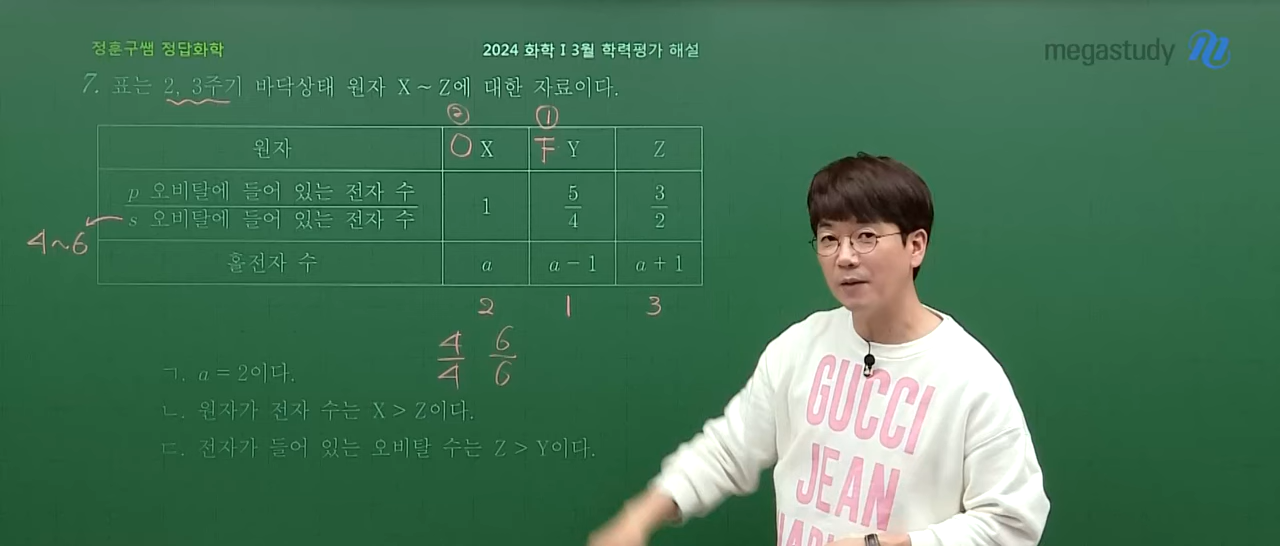 정훈구쌤 정답화학
2024 화학Ⅰ 3월 학력평가 해설
megastudy
7. 표는 2, 3주기 바닥상태 원자 X ~ Z에 대한 자료이다.
② ①
원자 O X F Y Z
p 오비탈에 들어 있는 전자 수
s 오비탈에 들어 있는 전자 수
1 5/4 3/2
4~6
홀전자 수 a a − 1 a + 1
2 1 3
4/4 6/6
ㄱ. a = 2이다.
ㄴ. 원자가 전자 수는 X > Z이다.
ㄷ. 전자가 들어 있는 오비탈 수는 Z > Y이다.
GUCCI
JEAN